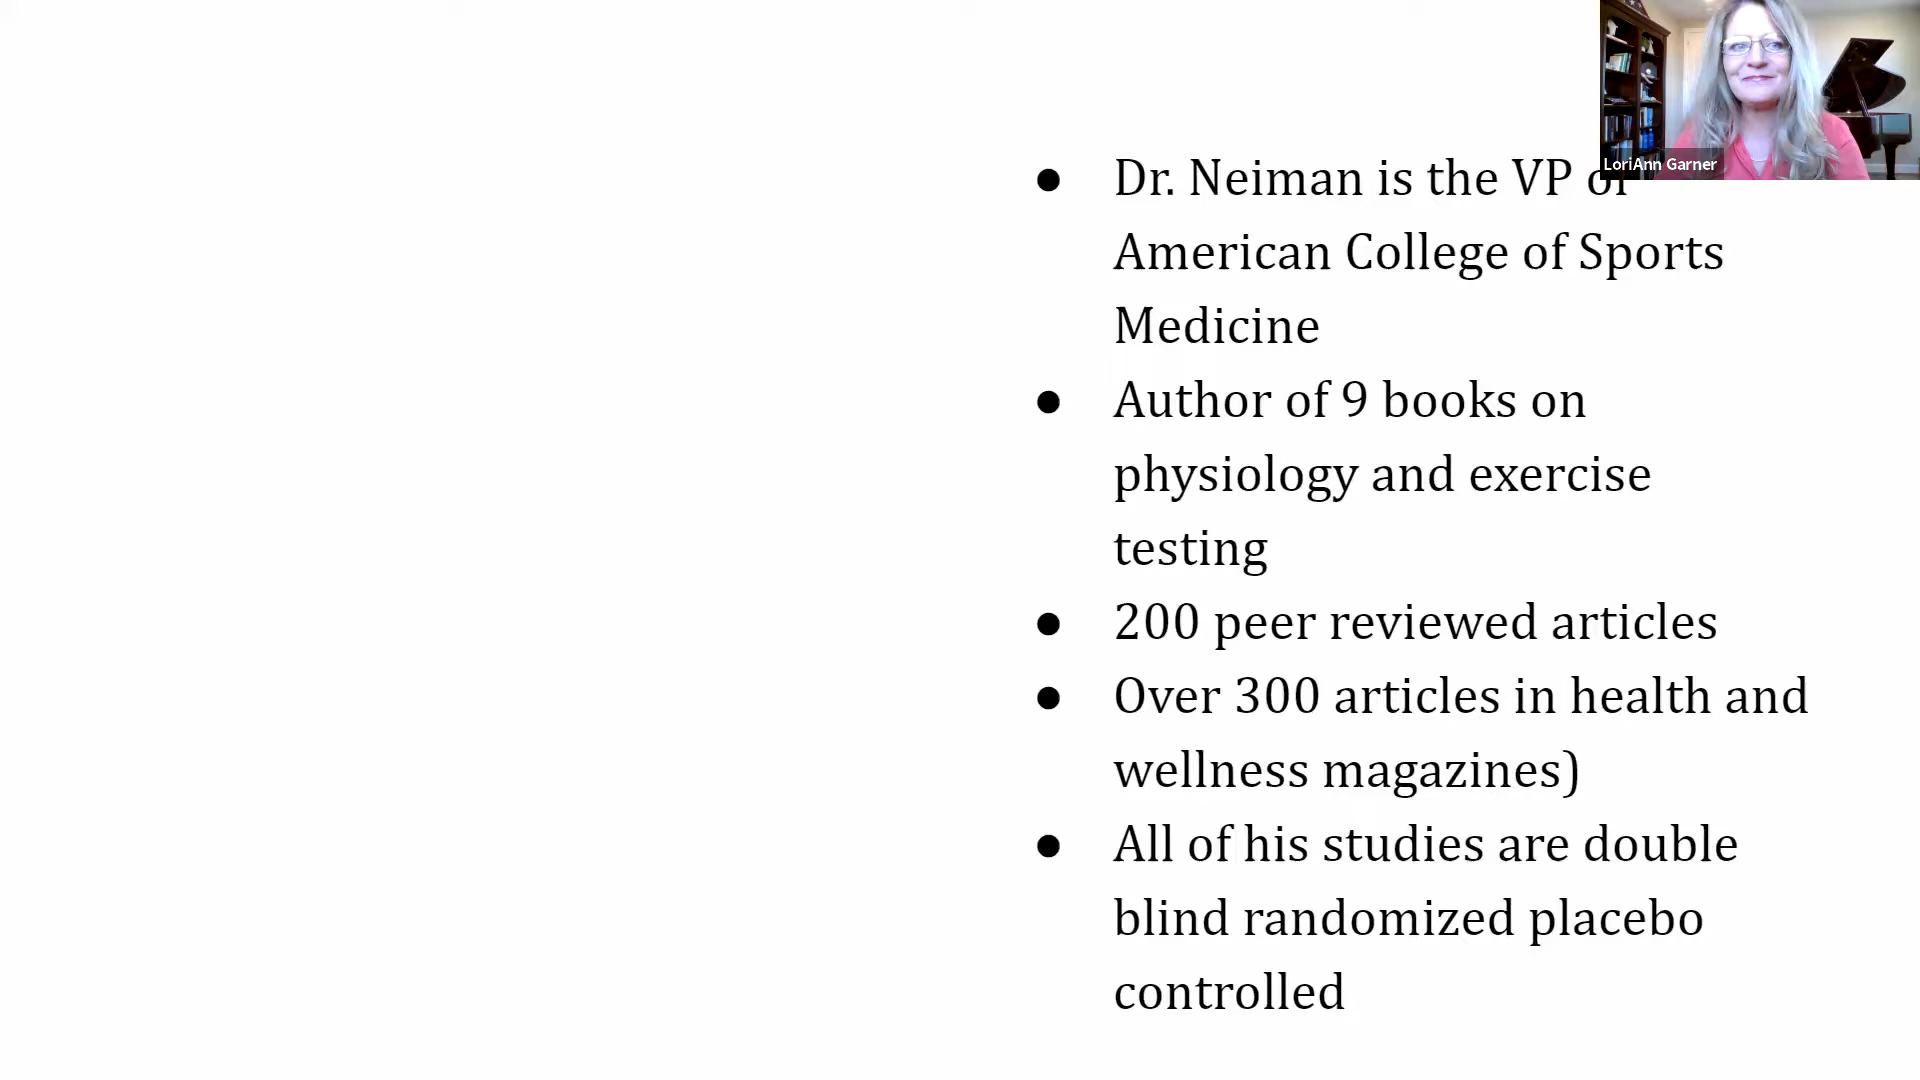 LoriAnn Garner
● Dr. Neiman is the VP of
American College of Sports
Medicine
● Author of 9 books on
physiology and exercise
testing
● 200 peer reviewed articles
● Over 300 articles in health and
wellness magazines)
● All of his studies are double
blind randomized placebo
controlled